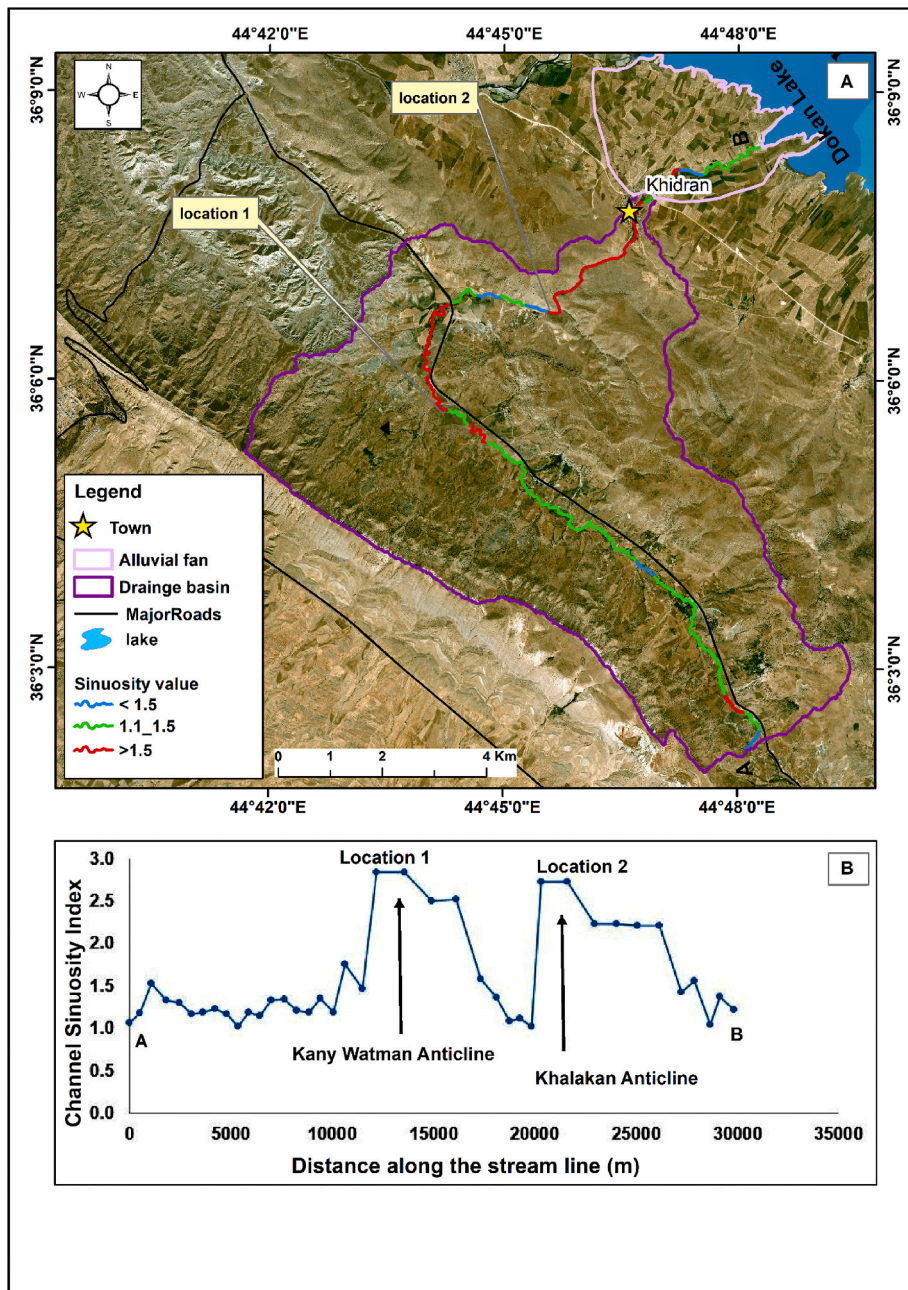 44°42'0"E 44°45'0"E 44°48'0"E
36°9'0"N
36°6'0"N
36°3'0"N
N
W E
S
A
location 2
location 1
Dokan Lake
B
Khidran
A
Legend
Town
Alluvial fan
Drainge basin
MajorRoads
lake
Sinuosity value
< 1.5
1.1_1.5
>1.5
0 1 2 4 Km
36°9'0"N
36°6'0"N
36°3'0"N
44°42'0"E 44°45'0"E 44°48'0"E
B
Channel Sinuosity Index
3.0
2.5
2.0
1.5
1.0
0.5
0.0
Location 1
Location 2
A
B
Kany Watman Anticline
Khalakan Anticline
0 5000 10000 15000 20000 25000 30000 35000
Distance along the stream line (m)